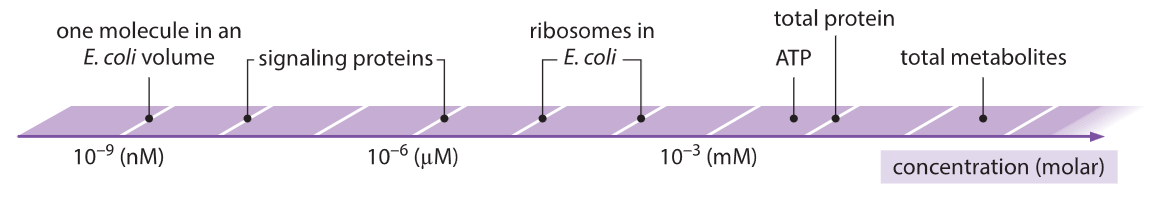 one molecule in an
E. coli volume
signaling proteins
ribosomes in
E. coli
total protein
ATP
total metabolites
10⁻⁹ (nM)
10⁻⁶ (μM)
10⁻³ (mM)
concentration (molar)